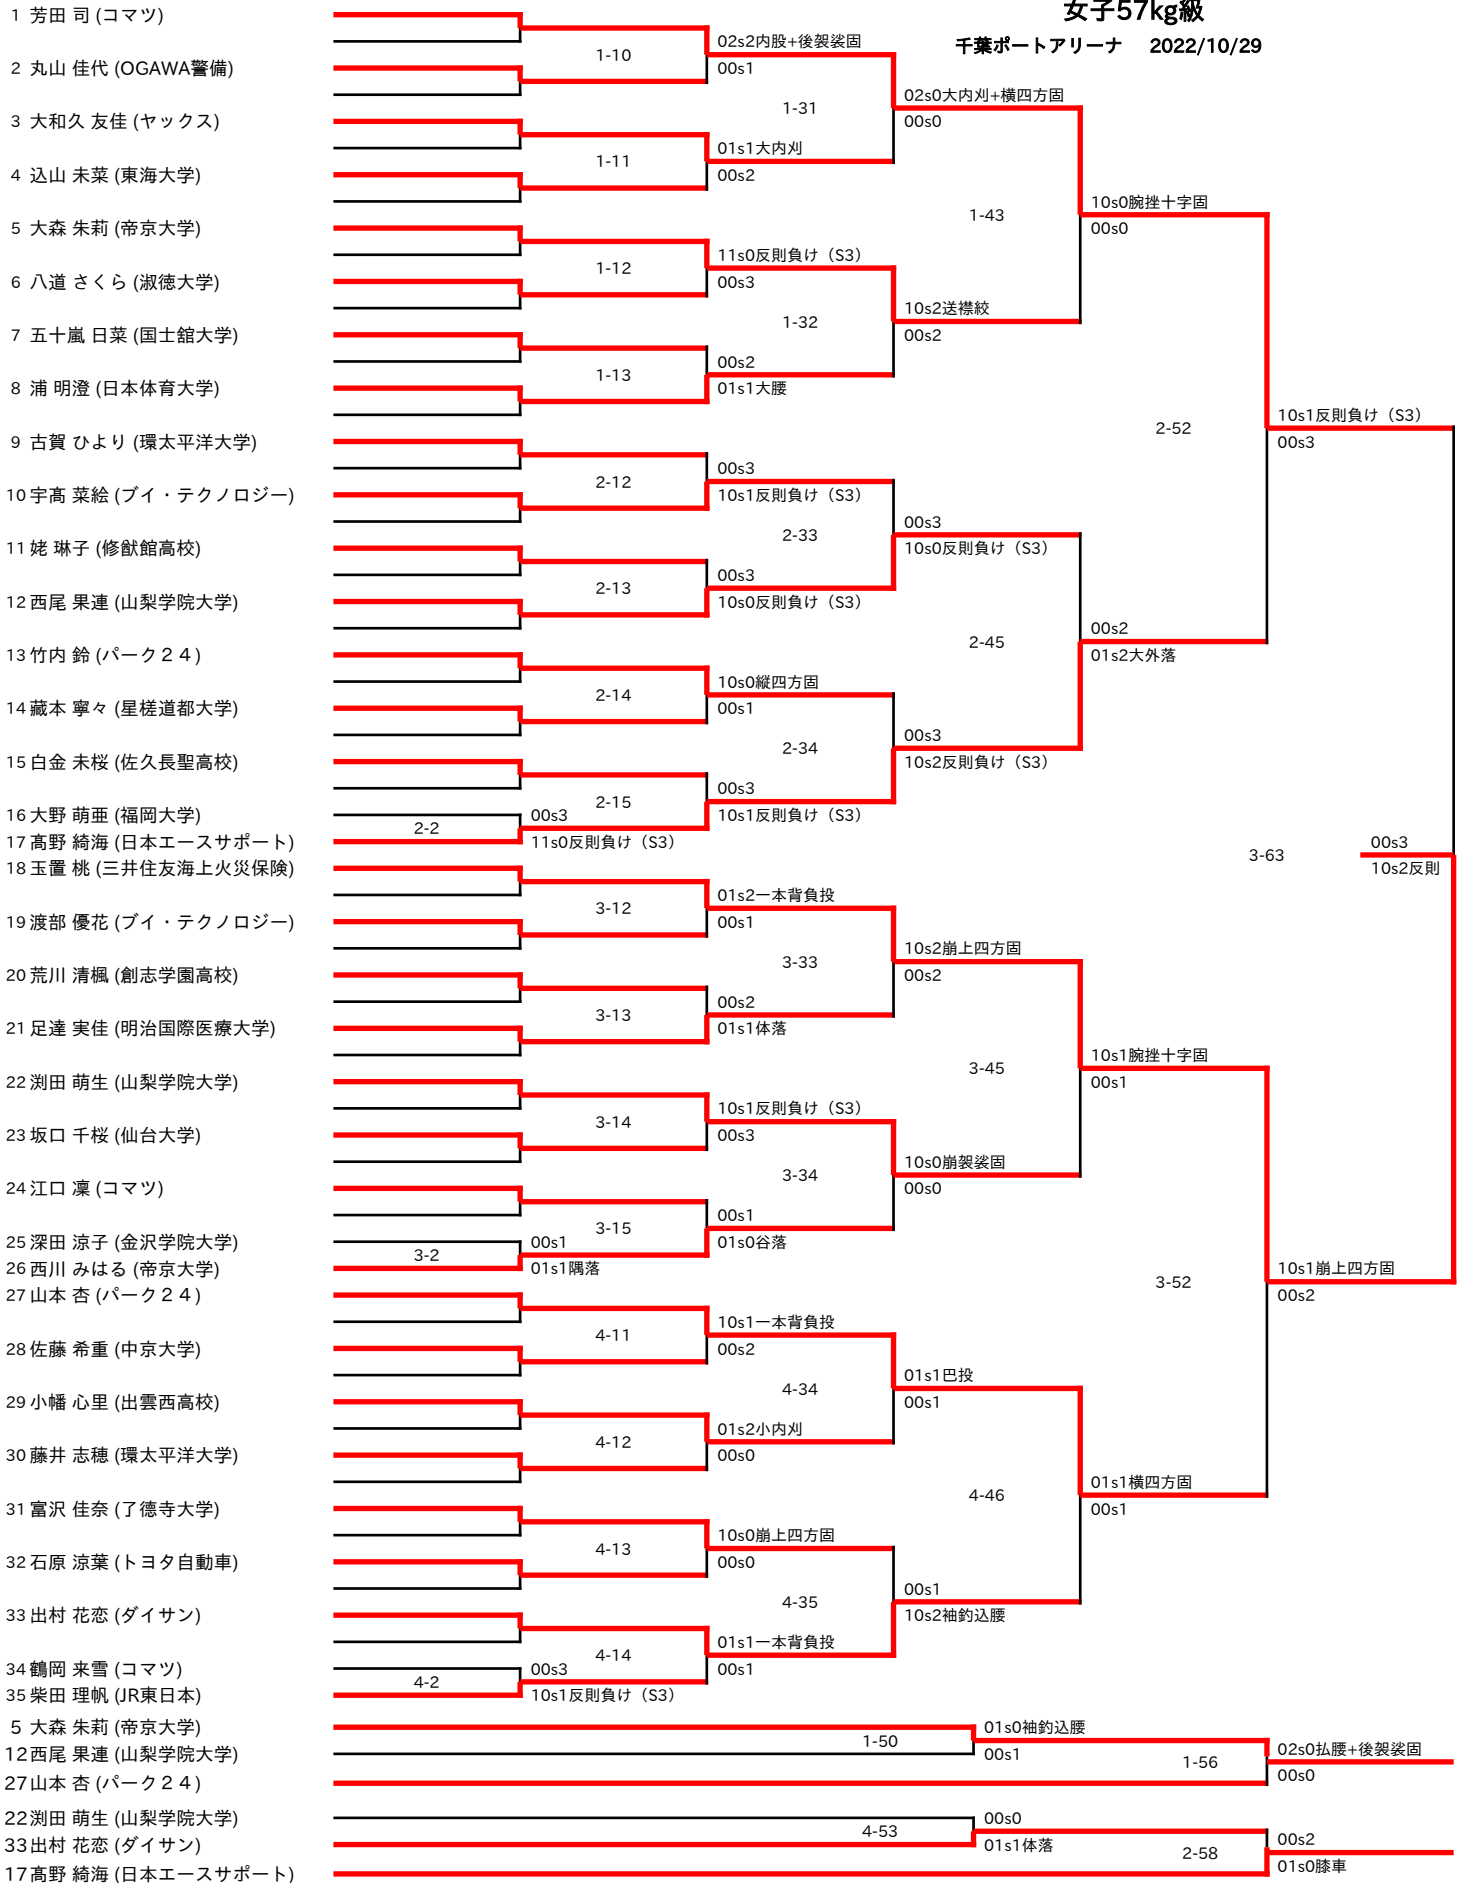 女子57kg級
千葉ポートアリーナ 2022/10/29
1 芳田 司 (コマツ)
1-10
02s2内股+後袈裟固
00s1
2 丸山 佳代 (OGAWA警備)
1-31
02s0大内刈+横四方固
00s0
3 大和久 友佳 (ヤックス)
1-11
01s1大内刈
00s2
4 込山 未菜 (東海大学)
1-43
10s0腕挫十字固
00s0
5 大森 朱莉 (帝京大学)
1-12
11s0反則負け（S3）
00s3
6 八道 さくら (淑徳大学)
1-32
10s2送襟絞
00s2
7 五十嵐 日菜 (国士舘大学)
1-13
00s2
01s1大腰
8 浦 明澄 (日本体育大学)
2-52
10s1反則負け（S3）
00s3
9 古賀 ひより (環太平洋大学)
2-12
00s3
10s1反則負け（S3）
10 宇髙 菜絵 (ブイ・テクノロジー)
2-33
00s3
10s0反則負け（S3）
11 姥 琳子 (修猷館高校)
2-13
00s3
10s0反則負け（S3）
12 西尾 果連 (山梨学院大学)
2-45
00s2
01s2大外落
13 竹内 鈴 (パーク２４)
2-14
10s0縦四方固
00s1
14 藏本 寧々 (星槎道都大学)
2-34
00s3
10s2反則負け（S3）
15 白金 未桜 (佐久長聖高校)
2-15
00s3
10s1反則負け（S3）
16 大野 萌亜 (福岡大学)
2-2
00s3
11s0反則負け（S3）
17 髙野 綺海 (日本エースサポート)
3-63
00s3
10s2反則
18 玉置 桃 (三井住友海上火災保険)
3-12
01s2一本背負投
00s1
19 渡部 優花 (ブイ・テクノロジー)
3-33
10s2崩上四方固
00s2
20 荒川 清楓 (創志学園高校)
3-13
00s2
01s1体落
21 足達 実佳 (明治国際医療大学)
3-45
10s1腕挫十字固
00s1
22 渕田 萌生 (山梨学院大学)
3-14
10s1反則負け（S3）
00s3
23 坂口 千桜 (仙台大学)
3-34
10s0崩袈裟固
00s0
24 江口 凜 (コマツ)
3-15
00s1
01s0谷落
25 深田 涼子 (金沢学院大学)
3-2
00s1
01s1隅落
26 西川 みはる (帝京大学)
3-52
10s1崩上四方固
00s2
27 山本 杏 (パーク２４)
4-11
10s1一本背負投
00s2
28 佐藤 希重 (中京大学)
4-34
01s1巴投
00s1
29 小幡 心里 (出雲西高校)
4-12
01s2小内刈
00s0
30 藤井 志穂 (環太平洋大学)
4-46
01s1横四方固
00s1
31 富沢 佳奈 (了德寺大学)
4-13
10s0崩上四方固
00s0
32 石原 涼葉 (トヨタ自動車)
4-35
00s1
10s2袖釣込腰
33 出村 花恋 (ダイサン)
4-14
01s1一本背負投
00s1
34 鶴岡 来雪 (コマツ)
4-2
00s3
10s1反則負け（S3）
35 柴田 理帆 (JR東日本)
5 大森 朱莉 (帝京大学)
1-50
01s0袖釣込腰
00s1
12 西尾 果連 (山梨学院大学)
1-56
02s0払腰+後袈裟固
00s0
27 山本 杏 (パーク２４)
22 渕田 萌生 (山梨学院大学)
4-53
00s0
01s1体落
33 出村 花恋 (ダイサン)
2-58
00s2
01s0膝車
17 髙野 綺海 (日本エースサポート)